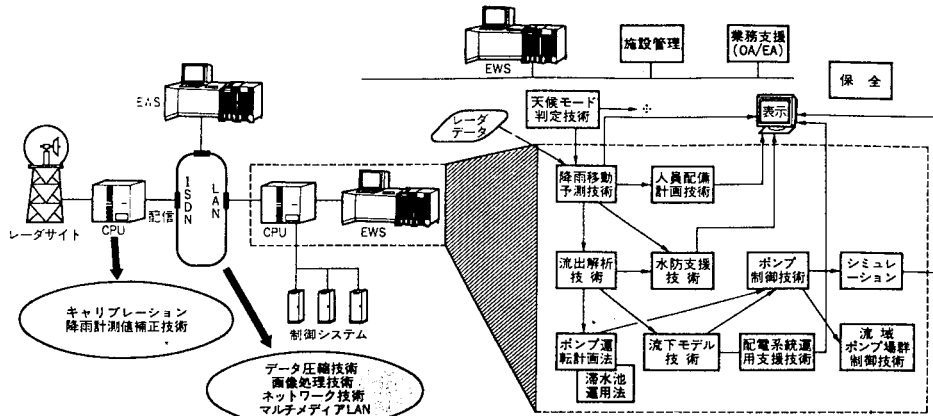 EWS
施設管理
業務支援
(OA/EA)
保 全
EWS
天候モード
判定技術
表示
レーダ
データ
降雨移動
予測技術
人員配備
計画技術
レーダサイト
CPU
配信
ISDN
LAN
CPU
EWS
流出解析
技 術
水防支援
技 術
ポンプ
制御技術
シミュ
レーション
キャリブレーション
降雨計測値補正技術
制御システム
ポンプ運
転計画法
滞水池
運用法
流下モデル
技 術
配電系統運
用支援技術
流 域
ポンプ場群
制御技術
データ圧縮技術
画像処理技術
ネットワーク技術
マルチメディアLAN